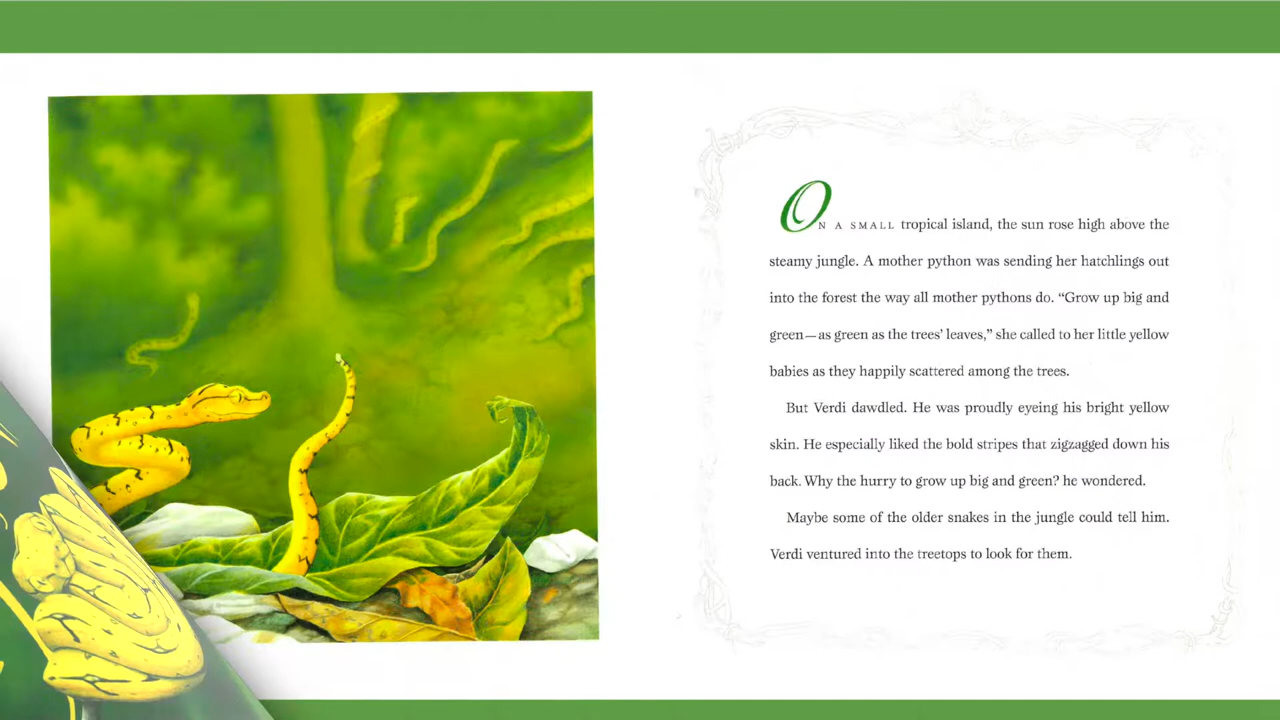 ON A SMALL tropical island, the sun rose high above the
steamy jungle. A mother python was sending her hatchlings out
into the forest the way all mother pythons do. “Grow up big and
green—as green as the trees’ leaves,” she called to her little yellow
babies as they happily scattered among the trees.
But Verdi dawdled. He was proudly eyeing his bright yellow
skin. He especially liked the bold stripes that zigzagged down his
back. Why the hurry to grow up big and green? he wondered.
Maybe some of the older snakes in the jungle could tell him.
Verdi ventured into the treetops to look for them.